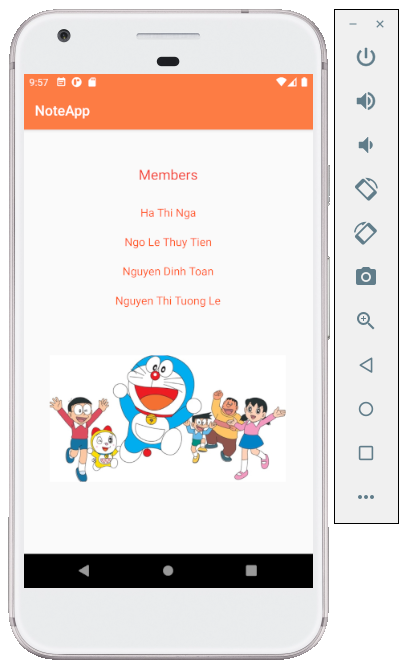 9:57
NoteApp
Members
Ha Thi Nga
Ngo Le Thuy Tien
Nguyen Dinh Toan
Nguyen Thi Tuong Le